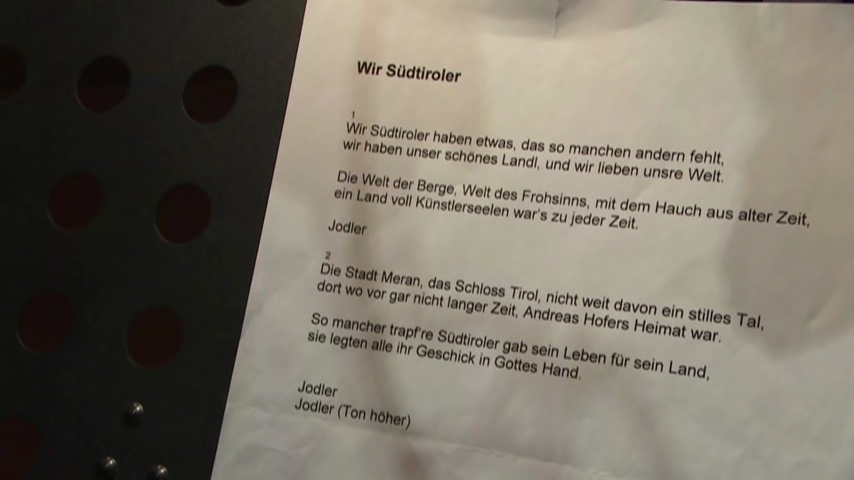 Wir Südtiroler
1
Wir Südtiroler haben etwas, das so manchen andern fehlt,
wir haben unser schönes Landl, und wir lieben unsre Welt.
Die Welt der Berge, Welt des Frohsinns, mit dem Hauch aus alter Zeit,
ein Land voll Künstlerseelen war's zu jeder Zeit.
Jodler
2
Die Stadt Meran, das Schloss Tirol, nicht weit davon ein stilles Tal,
dort wo vor gar nicht langer Zeit, Andreas Hofers Heimat war.
So mancher trapf're Südtiroler gab sein Leben für sein Land,
sie legten alle ihr Geschick in Gottes Hand.
Jodler
Jodler (Ton höher)